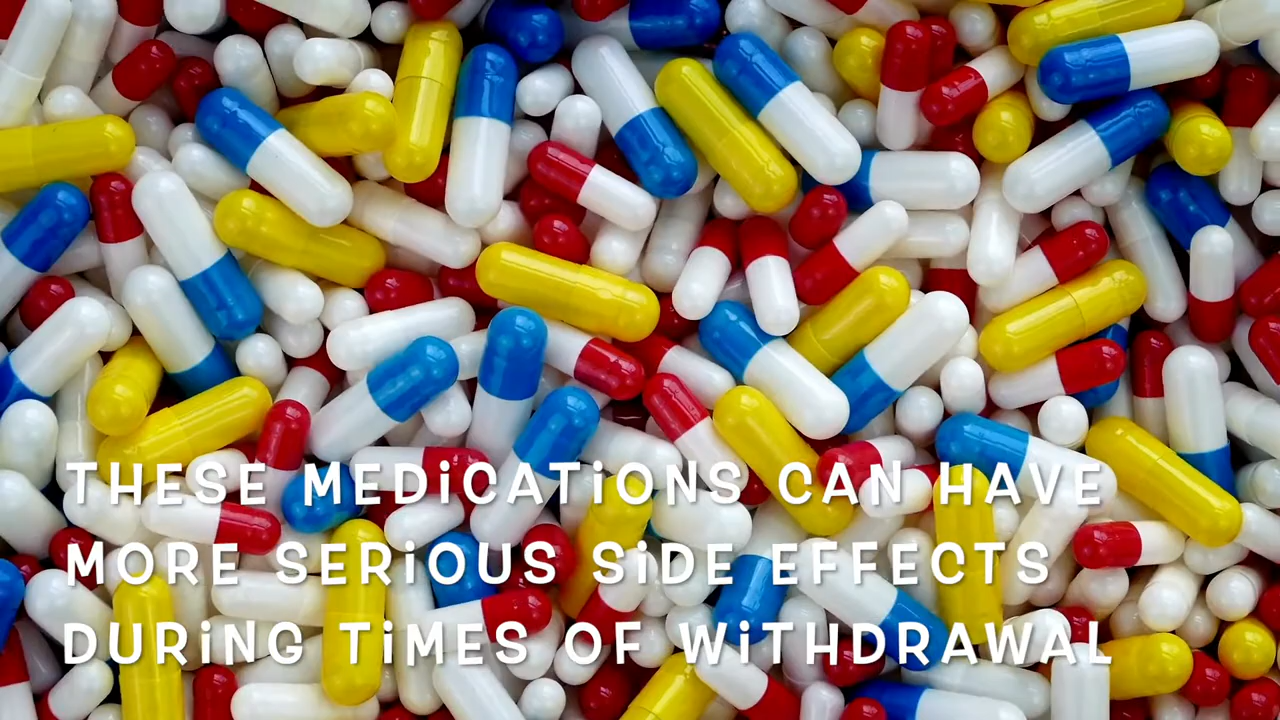 THESE MEDiCATiONS CAN HAVE
MORE SERiOUS SiDE EFFECTS
DURiNG TiMES OF WiTHDRAWAL